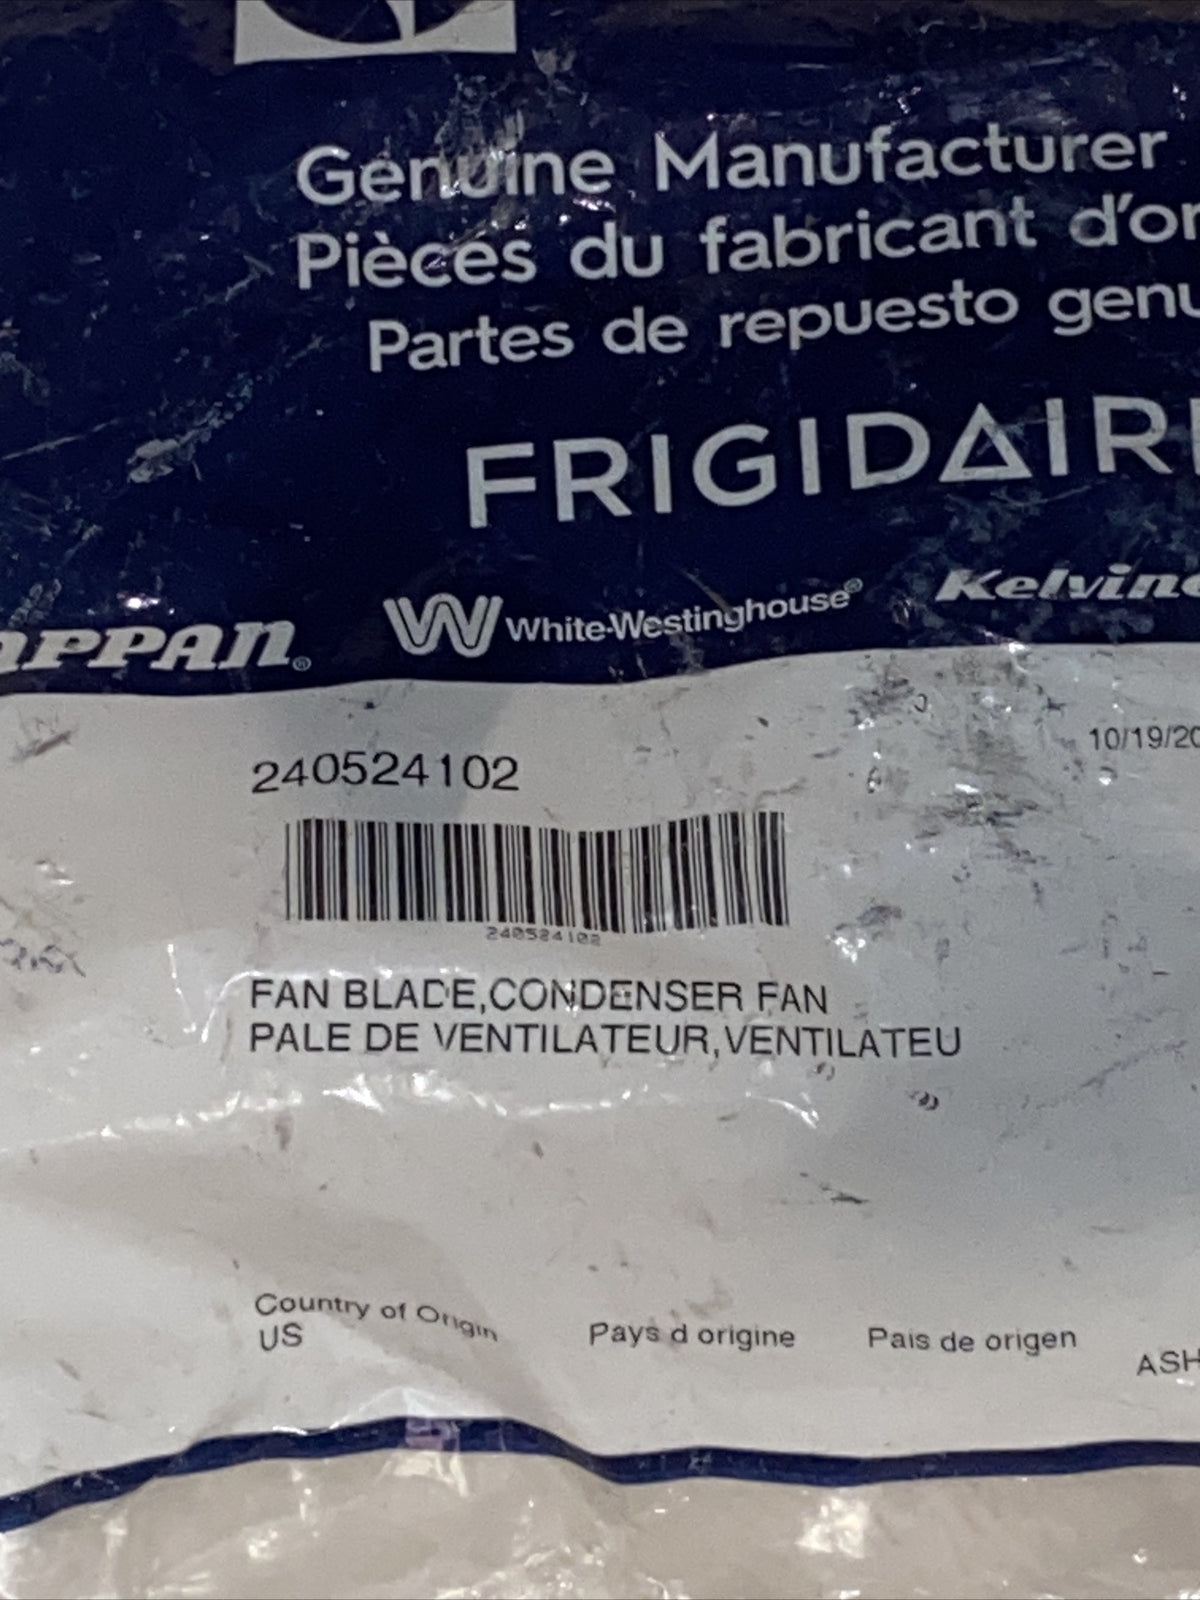 Genuine Manufacturer
Pièces du fabricant d'or
Partes de repuesto genu
FRIGIDAIRE
APPAN®
White-Westinghouse®
Kelvin
240524102
10/19/20
240524102
FAN BLADE,CONDENSER FAN
PALE DE VENTILATEUR,VENTILATEU
Country of Origin
US
Pays d origine
Pais de origen
ASH